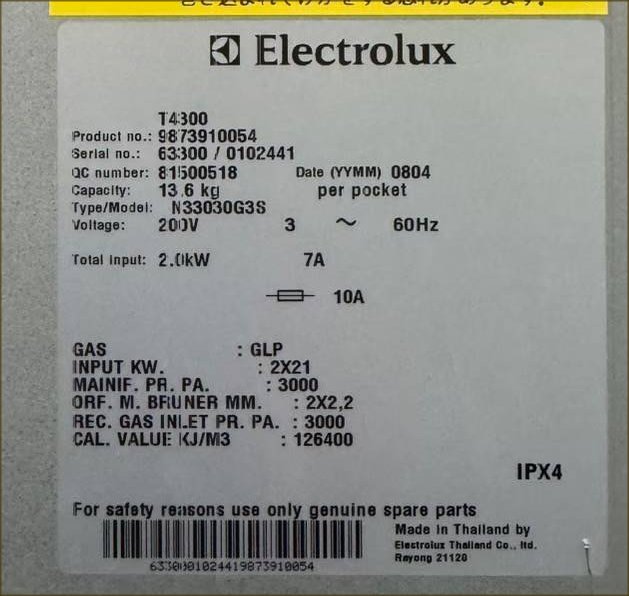 Electrolux
T4300
Product no.: 9873910054
Serial no.: 63300 / 0102441
QC number: 81500518 Date (YYMM) 0804
Capacity: 13.6 kg per pocket
Type/Model: N33030G3S
Voltage: 200V 3 ~ 60Hz
Total input: 2.0kW 7A
10A
GAS : GLP
INPUT KW. : 2X21
MAINIF. PR. PA. : 3000
ORF. M. BRUNER MM. : 2X2,2
REC. GAS INLET PR. PA. : 3000
CAL. VALUE KJ/M3 : 126400
IPX4
For safety reasons use only genuine spare parts
Made in Thailand by
Electrolux Thailand Co., ltd.
Rayong 21120
6330001024419873910054